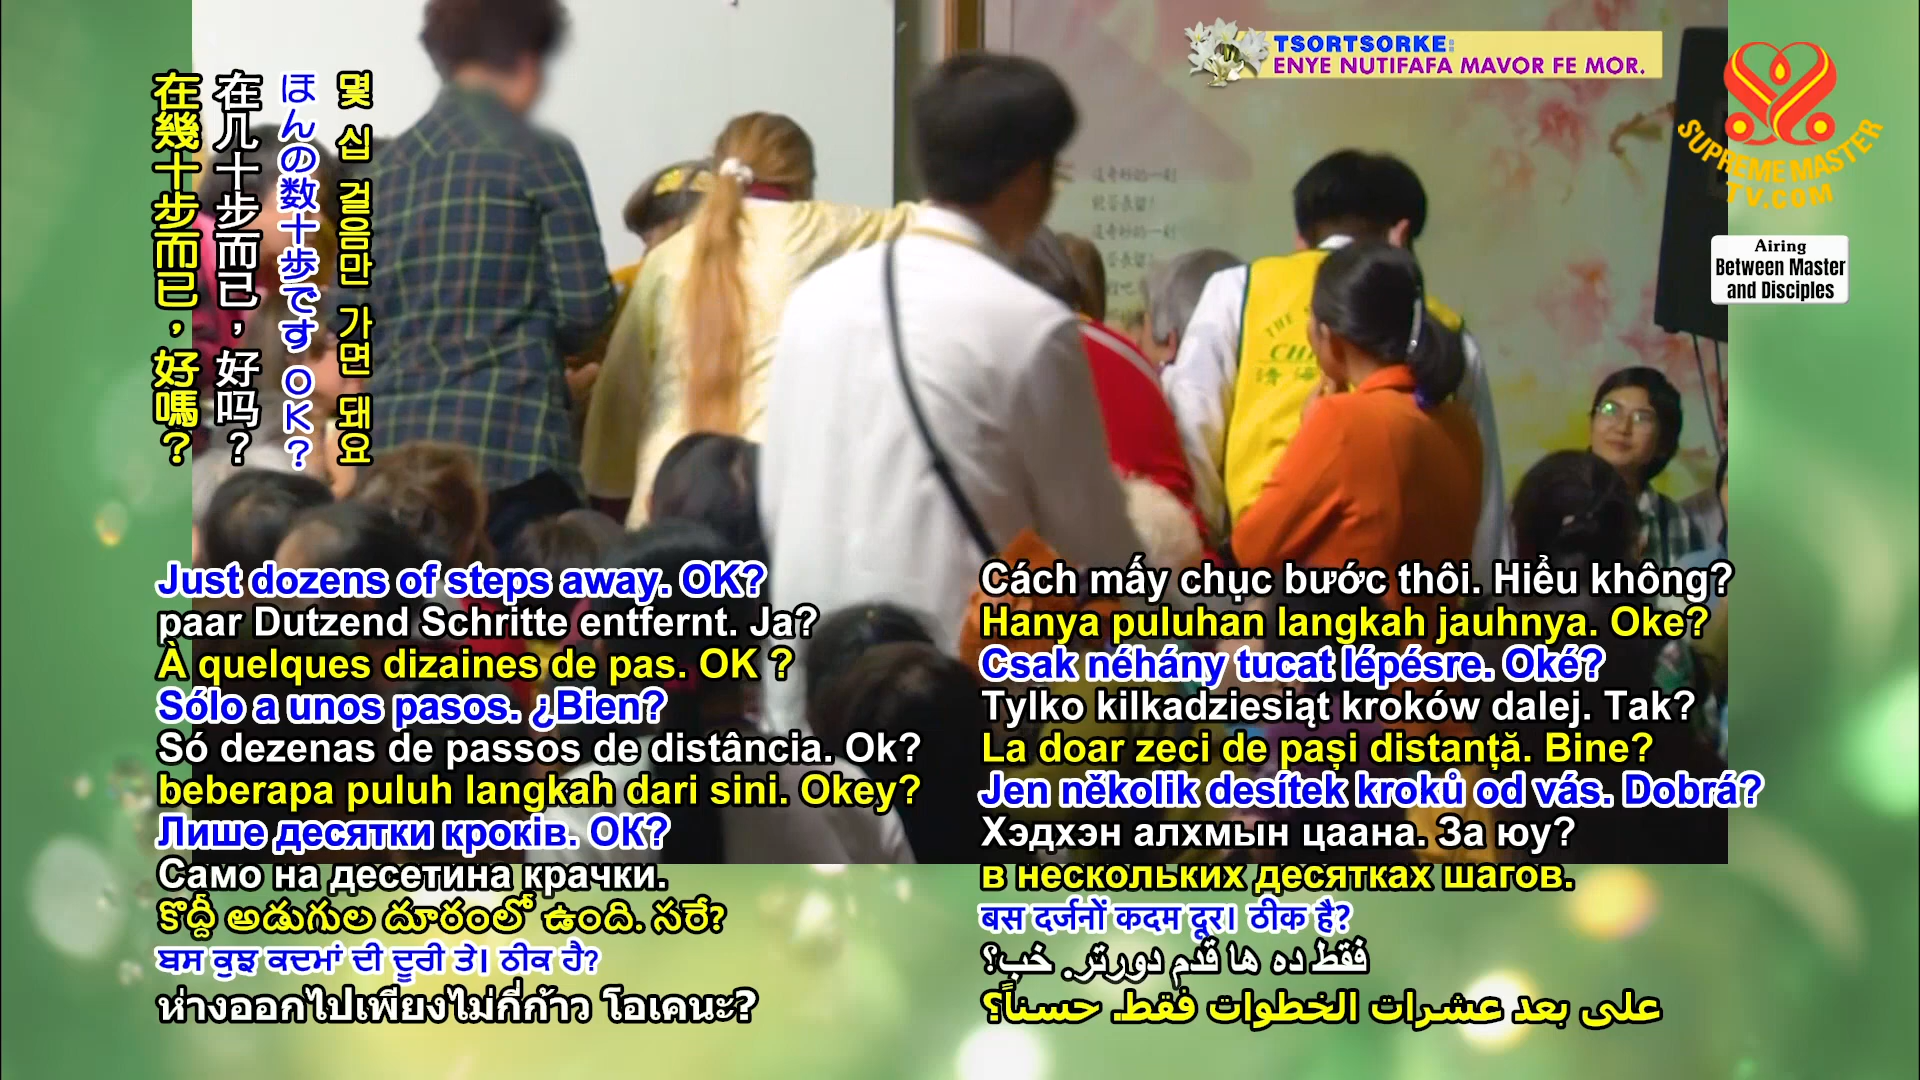 TSORTSORKE:
ENYE NUTIFAFA MAVOR FE MOR.
SUPREME MASTER
TV.COM
Airing
Between Master
and Disciples
몇 십 걸음만 가면 돼요
ほんの数十歩です OK?
在几十步而已，好吗？
在幾十步而已，好嗎？
Just dozens of steps away. OK?
paar Dutzend Schritte entfernt. Ja?
À quelques dizaines de pas. OK ?
Sólo a unos pasos. ¿Bien?
Só dezenas de passos de distância. Ok?
beberapa puluh langkah dari sini. Okey?
Лише десятки кроків. OK?
Само на десетина крачки.
కొద్దీ అడుగుల దూరంలో ఉంది. సరే?
ਬਸ ਕੁਝ ਕਦਮਾਂ ਦੀ ਦੂਰੀ ਤੇ। ਠੀਕ ਹੈ?
ห่างออกไปเพียงไม่กี่ก้าว โอเคนะ?
Cách mấy chục bước thôi. Hiểu không?
Hanya puluhan langkah jauhnya. Oke?
Csak néhány tucat lépésre. Oké?
Tylko kilkadziesiąt kroków dalej. Tak?
La doar zeci de pași distanță. Bine?
Jen několik desítek kroků od vás. Dobrá?
Хэдхэн алхмын цаана. За юу?
в нескольких десятках шагов.
बस दर्जनों कदम दूर। ठीक है?
فقط ده ها قدم دورتر. خب؟
على بعد عشرات الخطوات فقط. حسناً؟